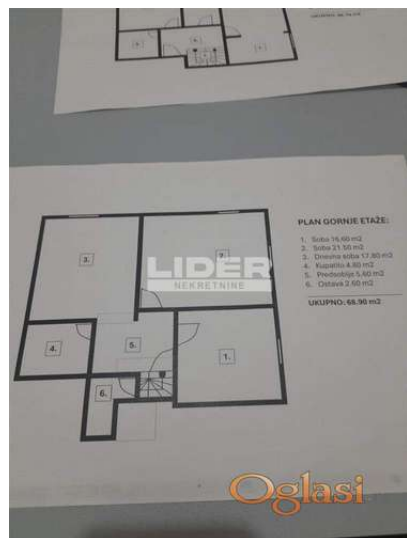 PLAN GORNJE ETAŽE:
1. Soba 16.60 m2
2. Soba 21.50 m2
3. Dnevna soba 17.80 m2
4. Kupatilo 4.80 m2
5. Predsoblje 5.60 m2
6. Ostava 2.60 m2
UKUPNO: 68.90 m2
3.
LIDER
NEKRETNINE
4.
5.
1.
6.
Oglasi